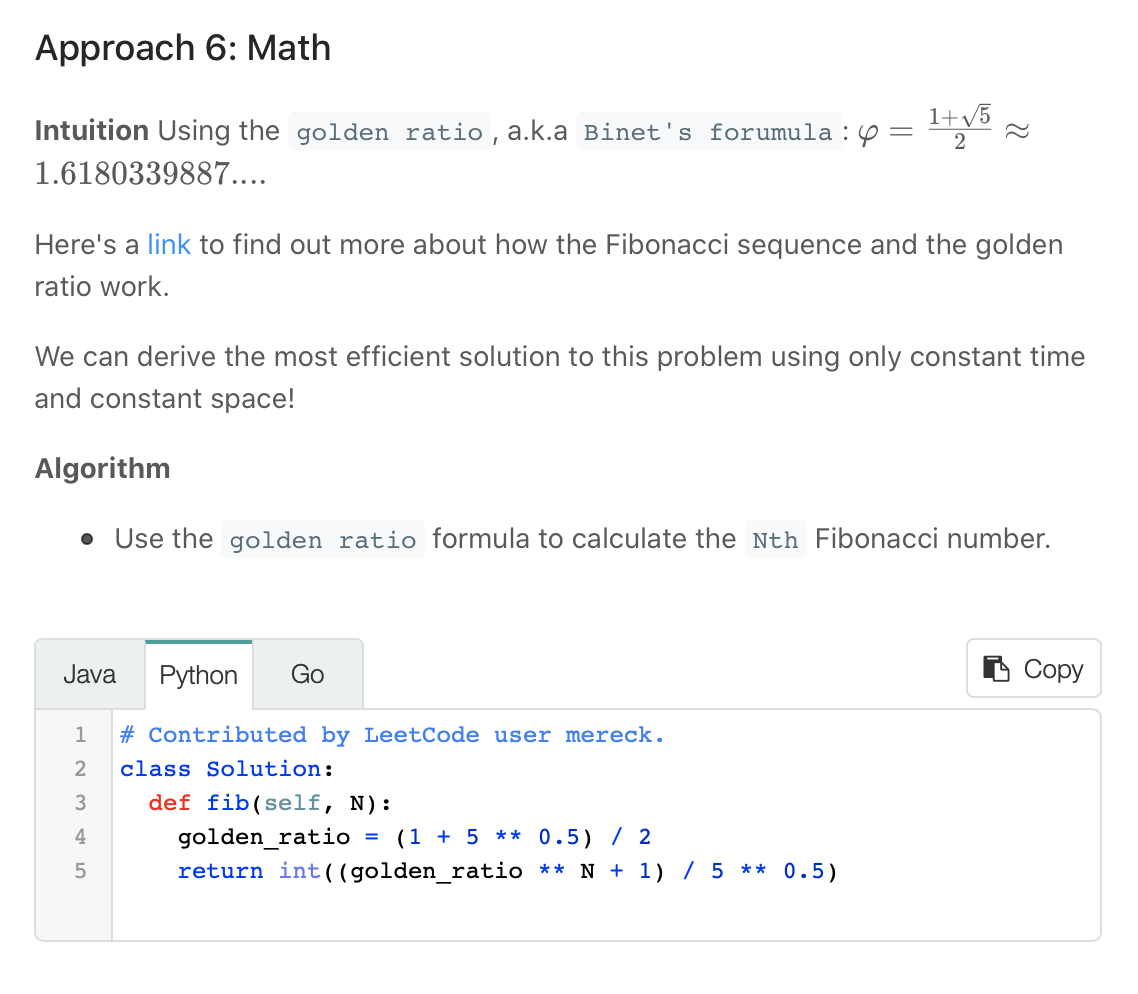 Approach 6: Math
Intuition Using the golden ratio, a.k.a Binet's forumula: φ = (1+√5)/2 ≈
1.6180339887....
Here's a link to find out more about how the Fibonacci sequence and the golden
ratio work.
We can derive the most efficient solution to this problem using only constant time
and constant space!
Algorithm
• Use the golden ratio formula to calculate the Nth Fibonacci number.
Java Python Go Copy
1 # Contributed by LeetCode user mereck.
2 class Solution:
3   def fib(self, N):
4     golden_ratio = (1 + 5 ** 0.5) / 2
5     return int((golden_ratio ** N + 1) / 5 ** 0.5)